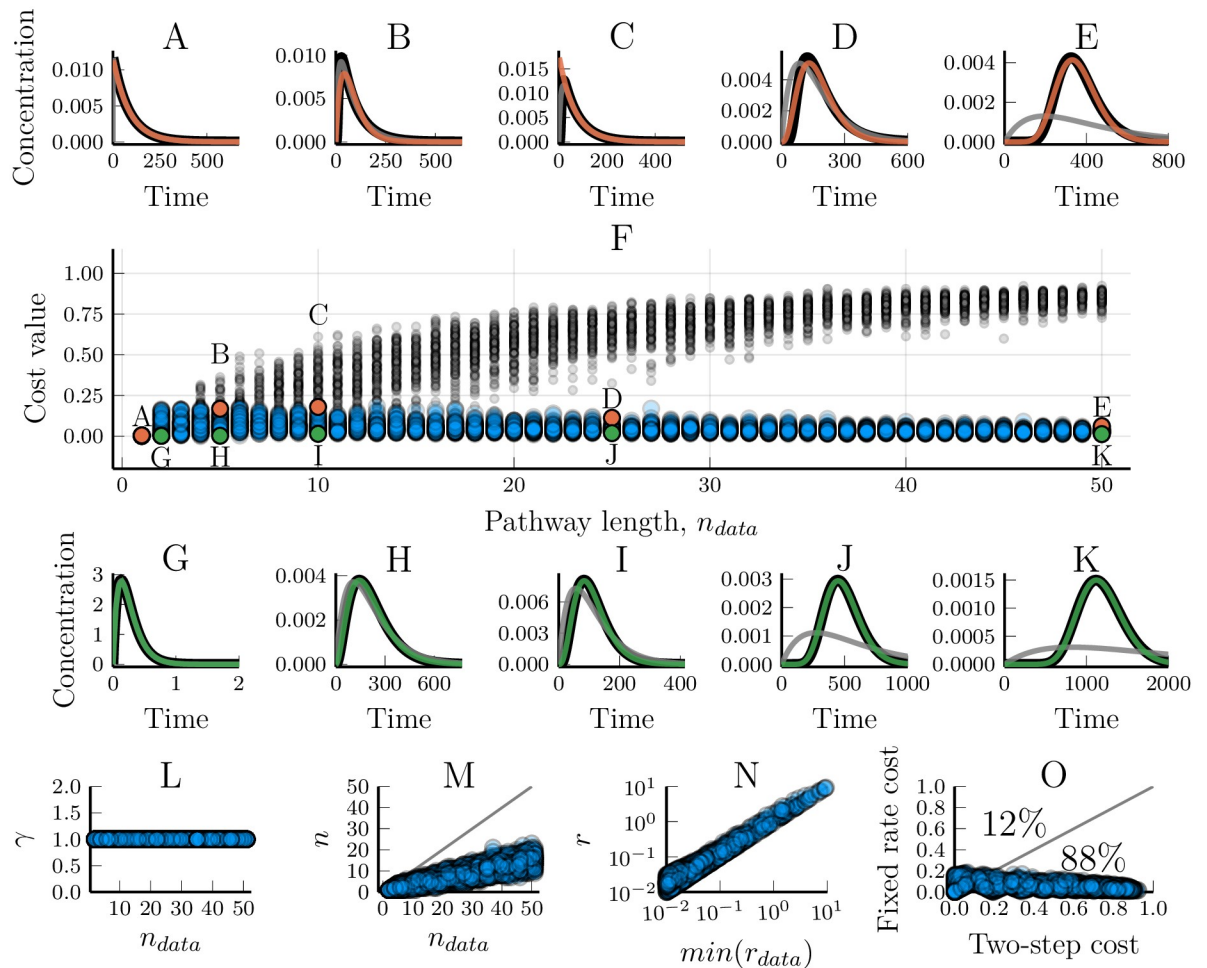 A B C D E
Concentration
0.010 0.005 0.000
0 250 500
Time
0.010 0.005 0.000
0 250 500
Time
0.015 0.010 0.005 0.000
0 200 400
Time
0.004 0.002 0.000
0 300 600
Time
0.004 0.002 0.000
0 400 800
Time
F
Cost value
1.00
0.75
0.50
0.25
0.00
A B C D E
G H I J K
0 10 20 30 40 50
Pathway length, n_data
G H I J K
Concentration
3 2 1 0
0 1 2
Time
0.004 0.002 0.000
0 300 600
Time
0.006 0.003 0.000
0 200 400
Time
0.003 0.002 0.001 0.000
0 500 1000
Time
0.0015 0.0010 0.0005 0.0000
0 1000 2000
Time
L M N O
γ
2.0 1.5 1.0 0.5 0.0
10 20 30 40 50
n_data
n
50 40 30 20 10 0
0 10 20 30 40 50
n_data
r
10¹ 10⁰ 10⁻¹ 10⁻²
10⁻² 10⁻¹ 10⁰ 10¹
min(r_data)
Fixed rate cost
1.0 0.8 0.6 0.4 0.2 0.0
12%
88%
0.0 0.2 0.4 0.6 0.8 1.0
Two-step cost